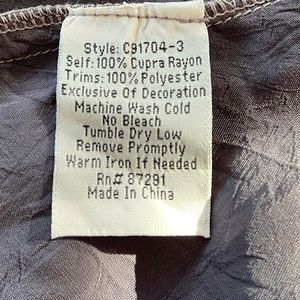 Style: C91704-3
Self: 100% Cupra Rayon
Trims: 100% Polyester
Exclusive Of Decoration
Machine Wash Cold
No Bleach
Tumble Dry Low
Remove Promptly
Warm Iron If Needed
Rn# 87291
Made In China